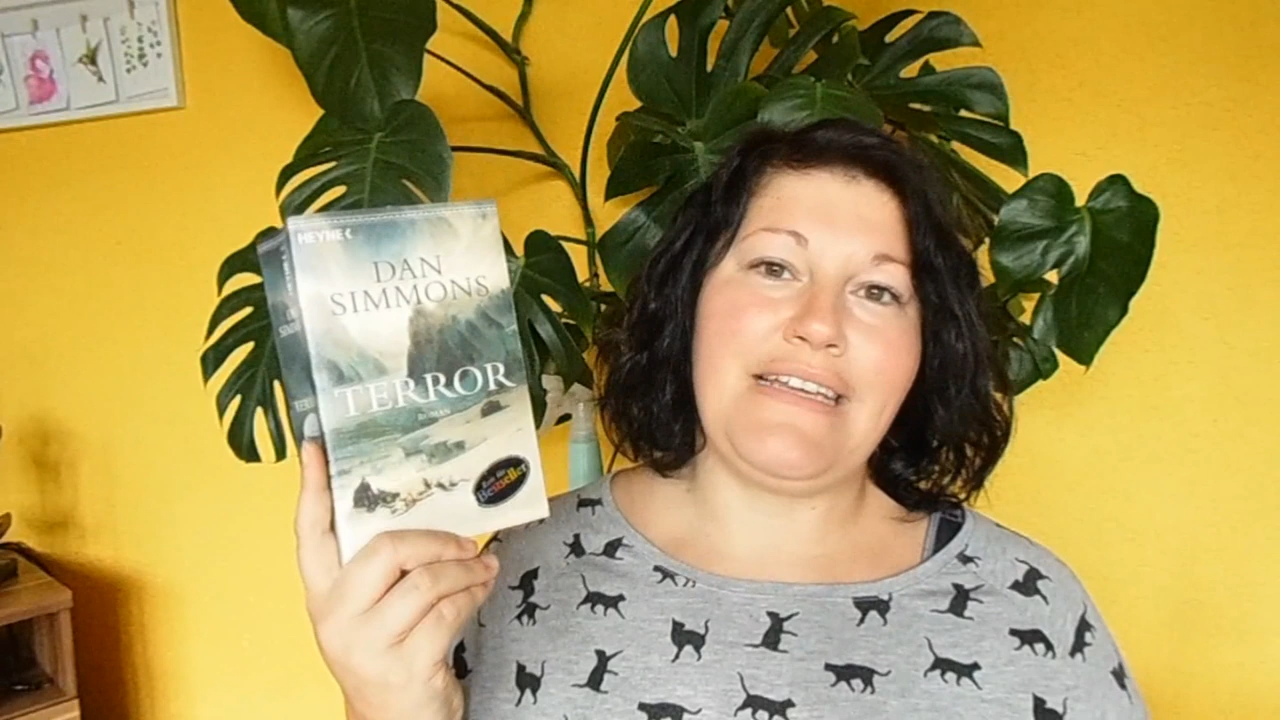 HEYNE<
DAN
SIMMONS
TERROR
ROMAN
Bestseller